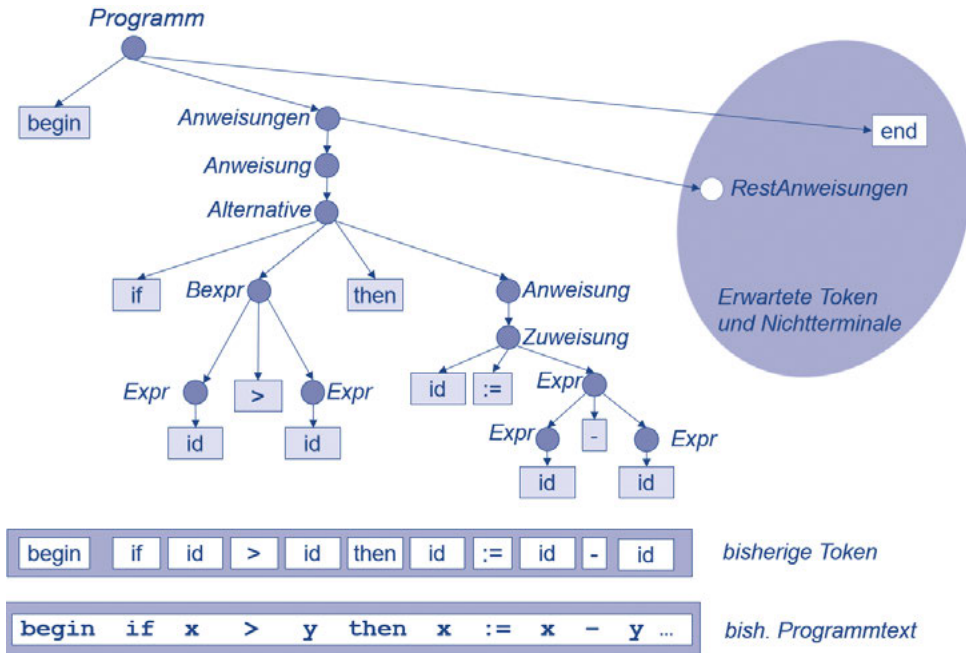 Programm
begin
Anweisungen
end
Anweisung
RestAnweisungen
Alternative
if
Bexpr
then
Anweisung
Erwartete Token
und Nichtterminale
Zuweisung
Expr
>
Expr
id
:=
Expr
id
id
Expr
-
Expr
id
id
begin if id > id then id := id - id
bisherige Token
begin if x > y then x := x - y ...
bish. Programmtext